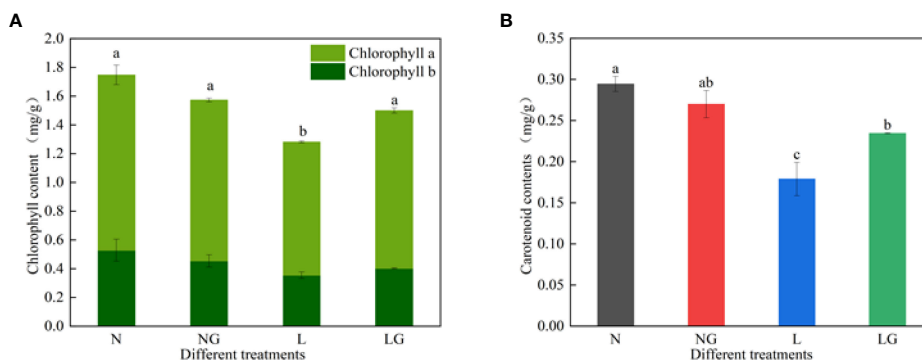 A
Chlorophyll content（mg/g）
2.0
1.8
1.6
1.4
1.2
1.0
0.8
0.6
0.4
0.2
0.0
a
a
b
a
Chlorophyll a
Chlorophyll b
N
NG
L
LG
Different treatments
B
Carotenoid contents（mg/g）
0.35
0.30
0.25
0.20
0.15
0.10
0.05
0.00
a
ab
c
b
N
NG
L
LG
Different treatments